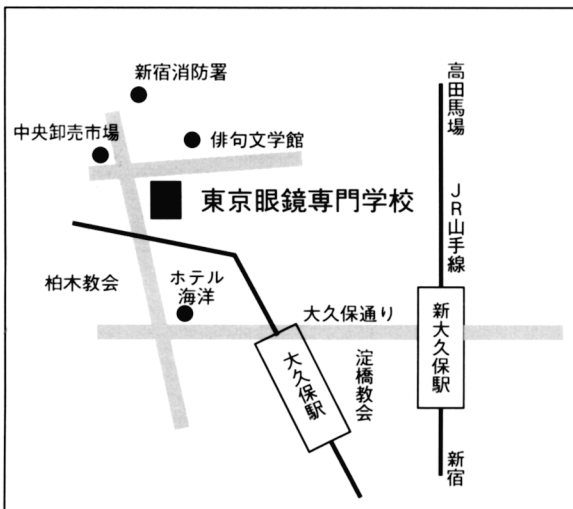 新宿消防署
高田馬場
中央卸売市場
俳句文学館
東京眼鏡専門学校
JR山手線
柏木教会
ホテル
海洋
大久保通り
新大久保駅
大久保駅
淀橋教会
新宿